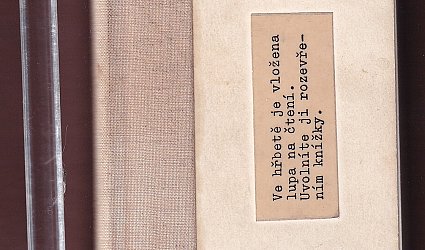 Ve hřbetě je vložena
lupa na čtení.
Uvolníte ji rozevře-
ním knížky.